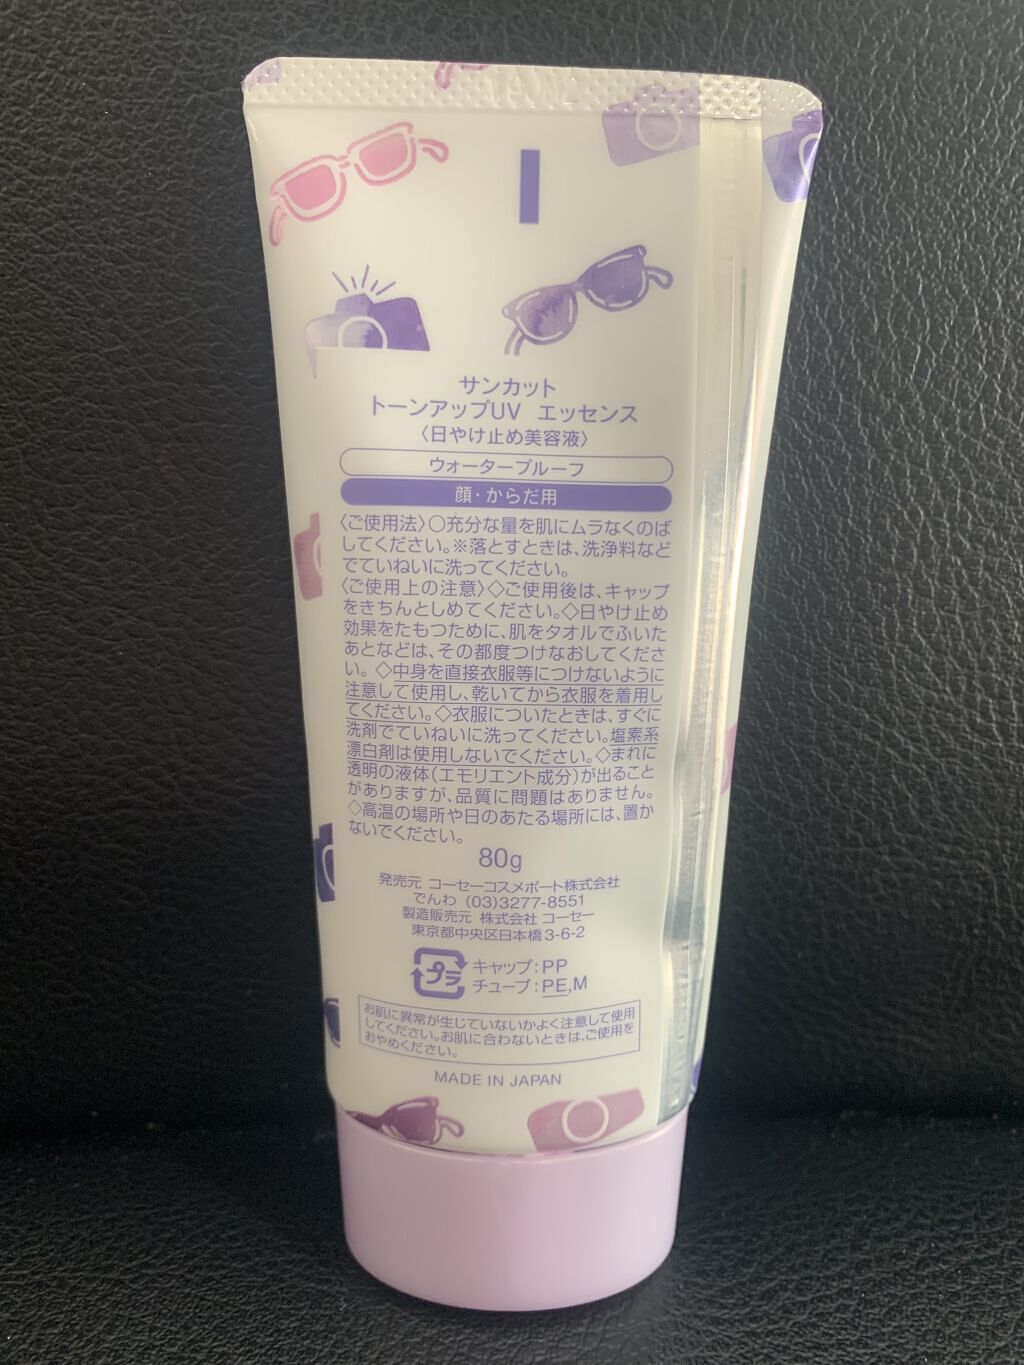 サンカット
トーンアップUV エッセンス
〈日やけ止め美容液〉
ウォータープルーフ
顔・からだ用
〈ご使用法〉○充分な量を肌にムラなくのば
してください。※落とすときは、洗浄料など
でていねいに洗ってください。
〈ご使用上の注意〉◇ご使用後は、キャップ
をきちんとしめてください。◇日やけ止め
効果をたもつために、肌をタオルでふいた
あとなどは、その都度つけなおしてくださ
い。◇中身を直接衣服等につけないように
注意して使用し、乾いてから衣服を着用し
てください。◇衣服についたときは、すぐに
洗剤でていねいに洗ってください。塩素系
漂白剤は使用しないでください。◇まれに
透明の液体(エモリエント成分)が出ること
がありますが、品質に問題はありません。
◇高温の場所や日のあたる場所には、置か
ないでください。
80g
発売元 コーセーコスメポート株式会社
でんわ (03)3277-8551
製造販売元 株式会社 コーセー
東京都中央区日本橋3-6-2
プラ
キャップ:PP
チューブ:PE,M
お肌に異常が生じていないかよく注意して使用
してください。お肌に合わないときは、ご使用を
おやめください。
MADE IN JAPAN